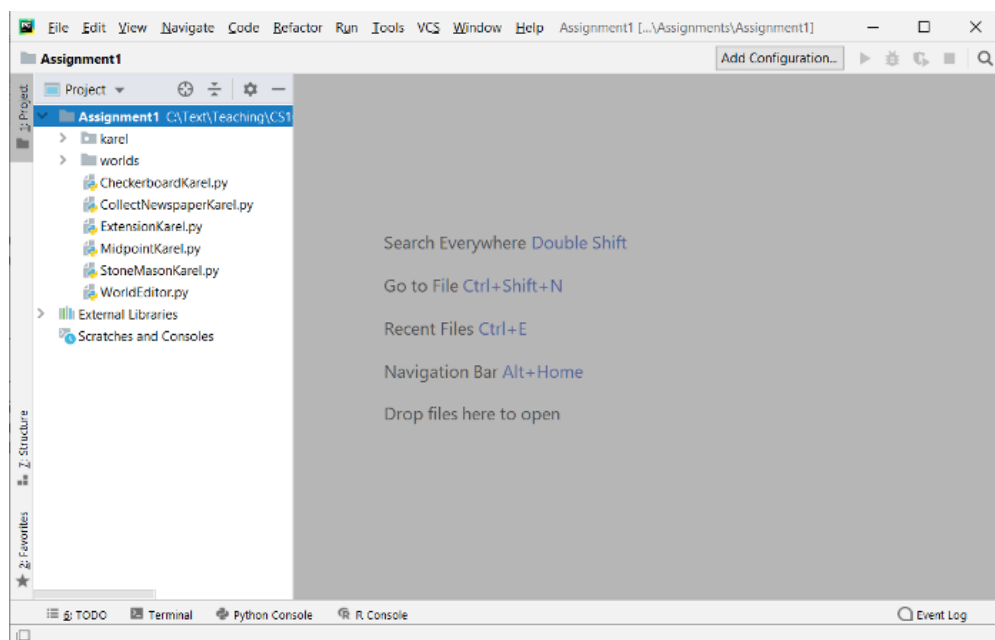 File Edit View Navigate Code Refactor Run Tools VCS Window Help Assignment1 [...\Assignments\Assignment1]
Assignment1
Add Configuration...
1: Project
Project
Assignment1 C:\Text\Teaching\CS1
karel
worlds
CheckerboardKarel.py
CollectNewspaperKarel.py
ExtensionKarel.py
MidpointKarel.py
StoneMasonKarel.py
WorldEditor.py
External Libraries
Scratches and Consoles
Search Everywhere Double Shift
Go to File Ctrl+Shift+N
Recent Files Ctrl+E
Navigation Bar Alt+Home
Drop files here to open
7: Structure
2: Favorites
6: TODO Terminal Python Console R Console Event Log